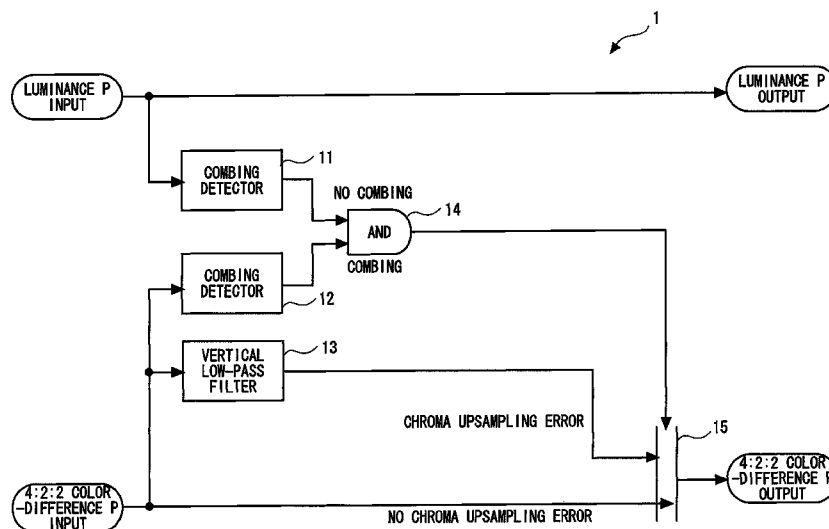 1
LUMINANCE P
INPUT
LUMINANCE P
OUTPUT
COMBING
DETECTOR
11
NO COMBING
14
AND
COMBING
COMBING
DETECTOR
12
VERTICAL
LOW-PASS
FILTER
13
CHROMA UPSAMPLING ERROR
15
4:2:2 COLOR
-DIFFERENCE P
INPUT
NO CHROMA UPSAMPLING ERROR
4:2:2 COLOR
-DIFFERENCE P
OUTPUT